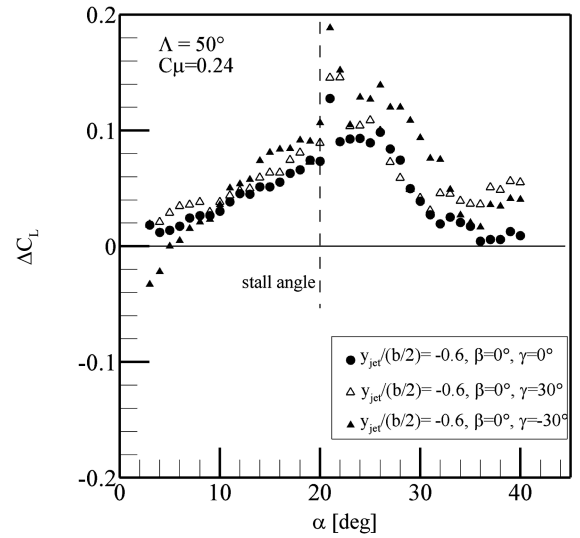 0.2
Λ = 50°
Cμ=0.24
0.1
ΔC_L
0
stall angle
-0.1
y_jet/(b/2)= -0.6, β=0°, γ=0°
y_jet/(b/2)= -0.6, β=0°, γ=30°
y_jet/(b/2)= -0.6, β=0°, γ=-30°
-0.2
0 10 20 30 40
α [deg]